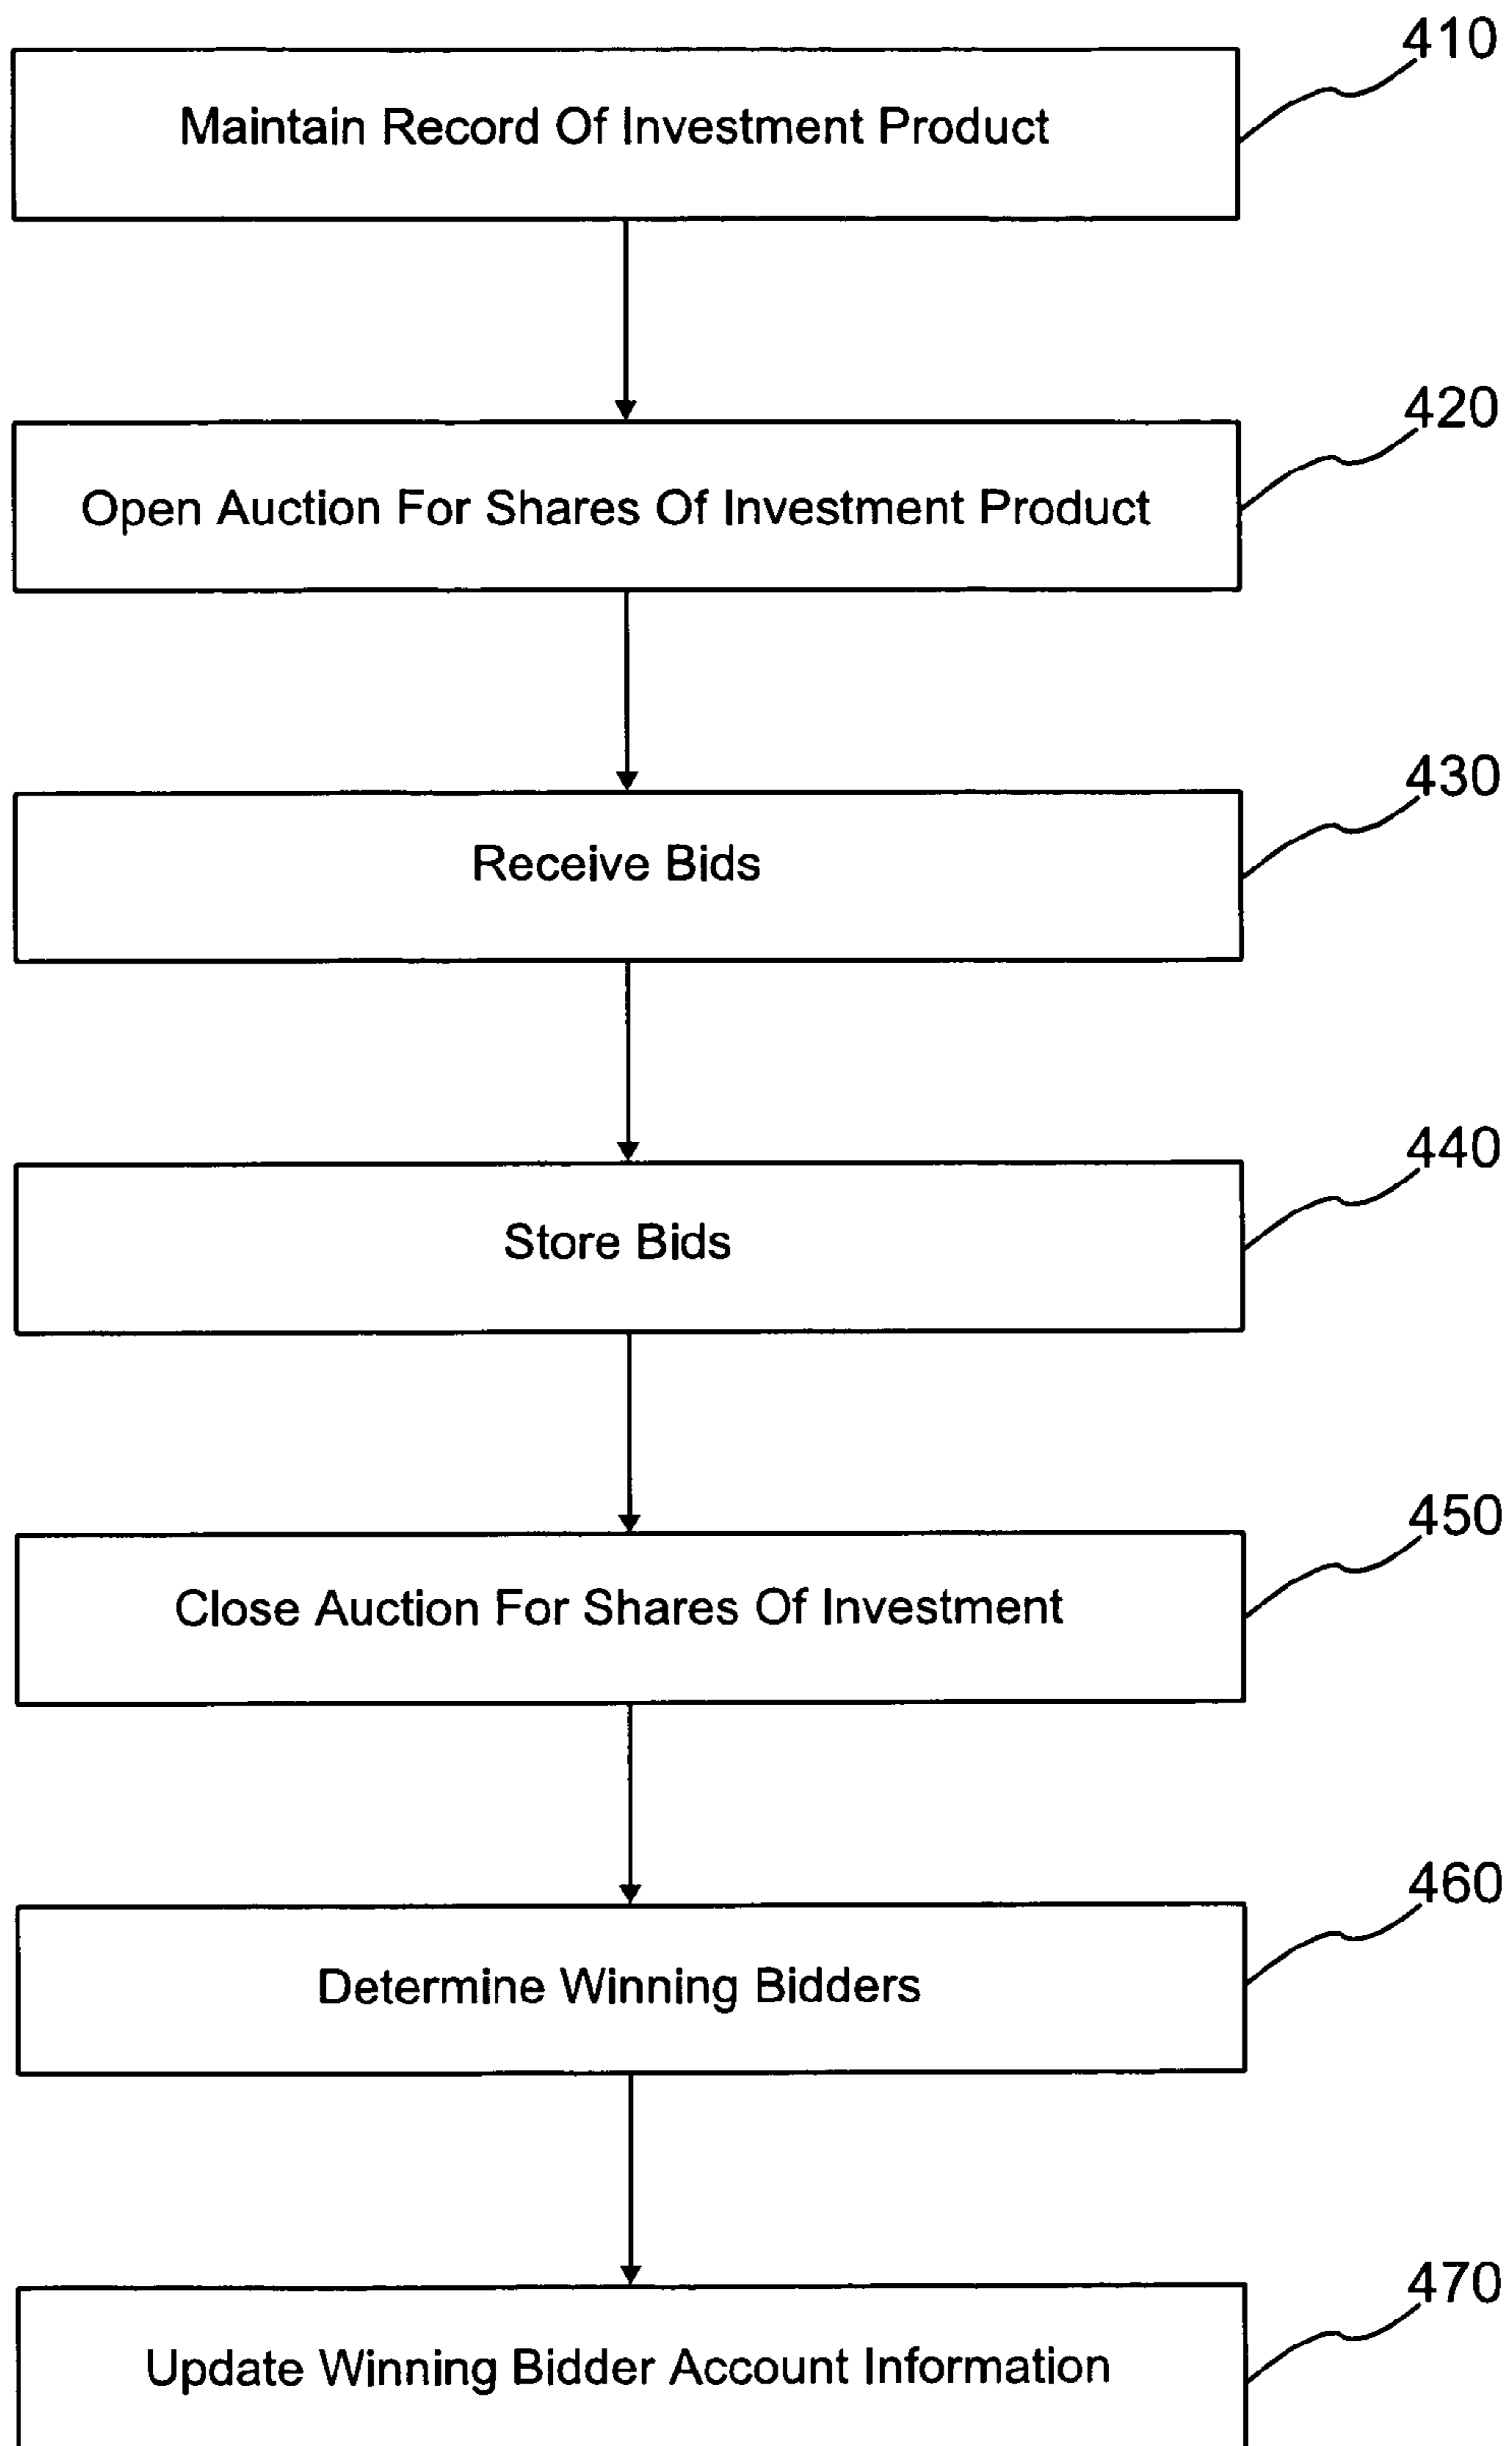 410
Maintain Record Of Investment Product
420
Open Auction For Shares Of Investment Product
430
Receive Bids
440
Store Bids
450
Close Auction For Shares Of Investment
460
Determine Winning Bidders
470
Update Winning Bidder Account Information